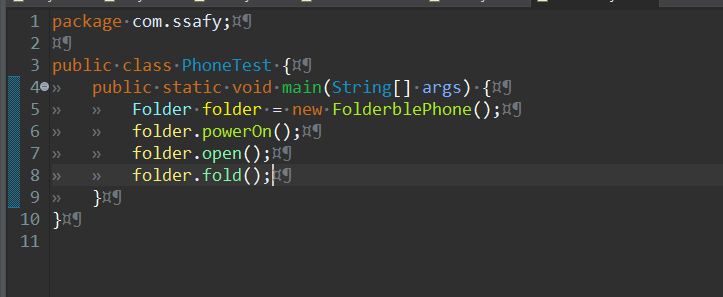 1 package com.ssafy;
2
3 public class PhoneTest {
4 public static void main(String[] args) {
5 Folder folder = new FolderblePhone();
6 folder.powerOn();
7 folder.open();
8 folder.fold();
9 }
10 }
11